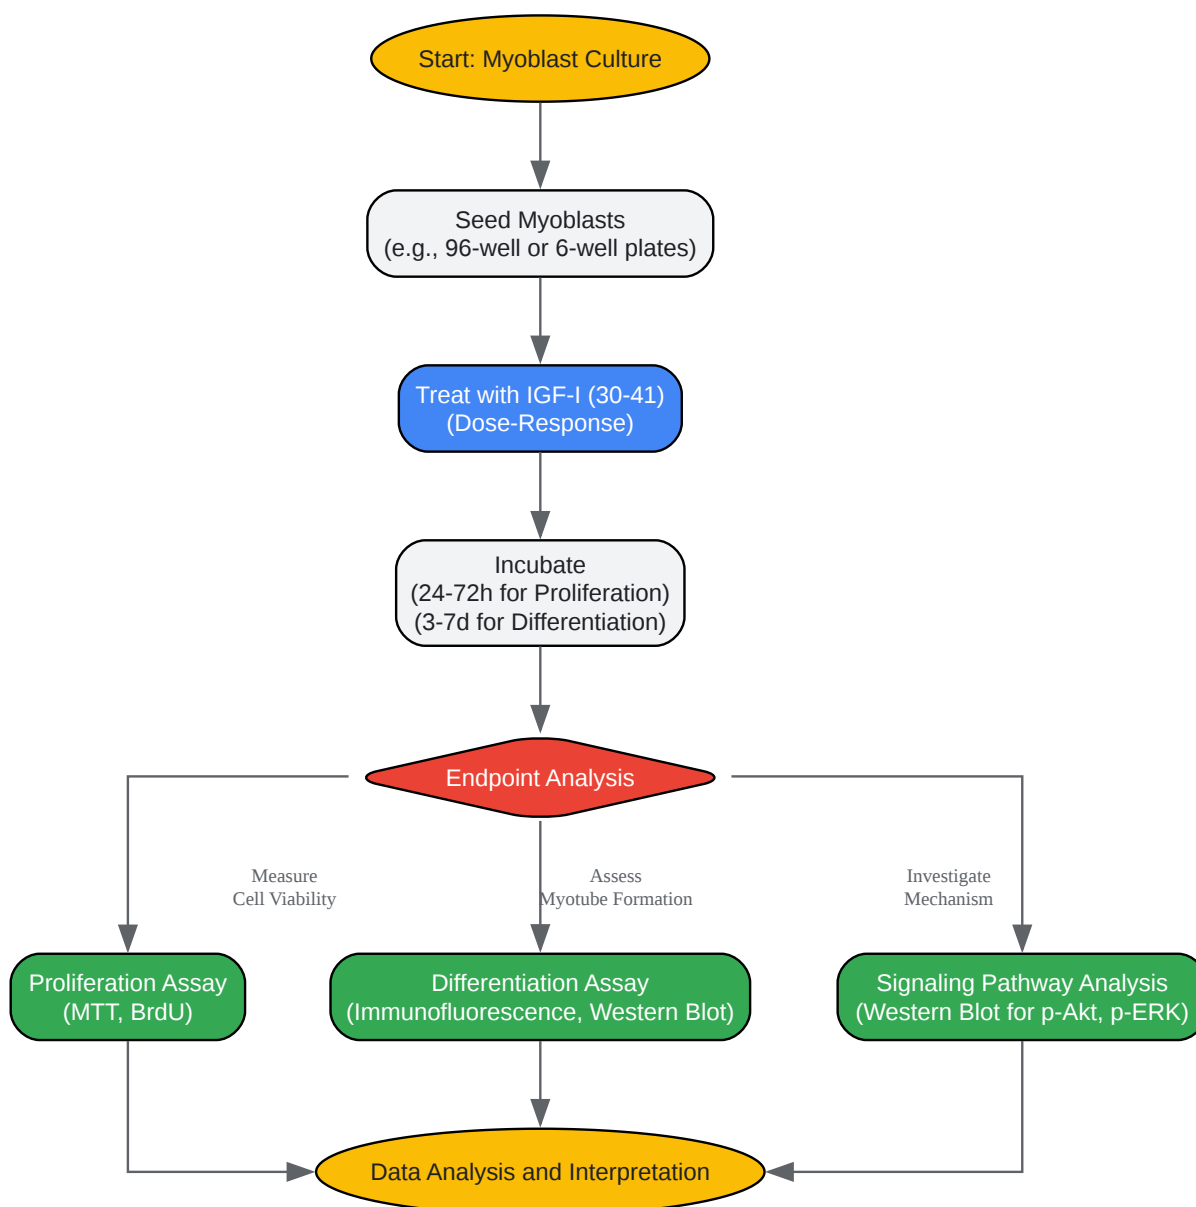 Start: Myoblast Culture
Seed Myoblasts
(e.g., 96-well or 6-well plates)
Treat with IGF-I (30-41)
(Dose-Response)
Incubate
(24-72h for Proliferation)
(3-7d for Differentiation)
Endpoint Analysis
Measure
Cell Viability
Assess
Myotube Formation
Investigate
Mechanism
Proliferation Assay
(MTT, BrdU)
Differentiation Assay
(Immunofluorescence, Western Blot)
Signaling Pathway Analysis
(Western Blot for p-Akt, p-ERK)
Data Analysis and Interpretation